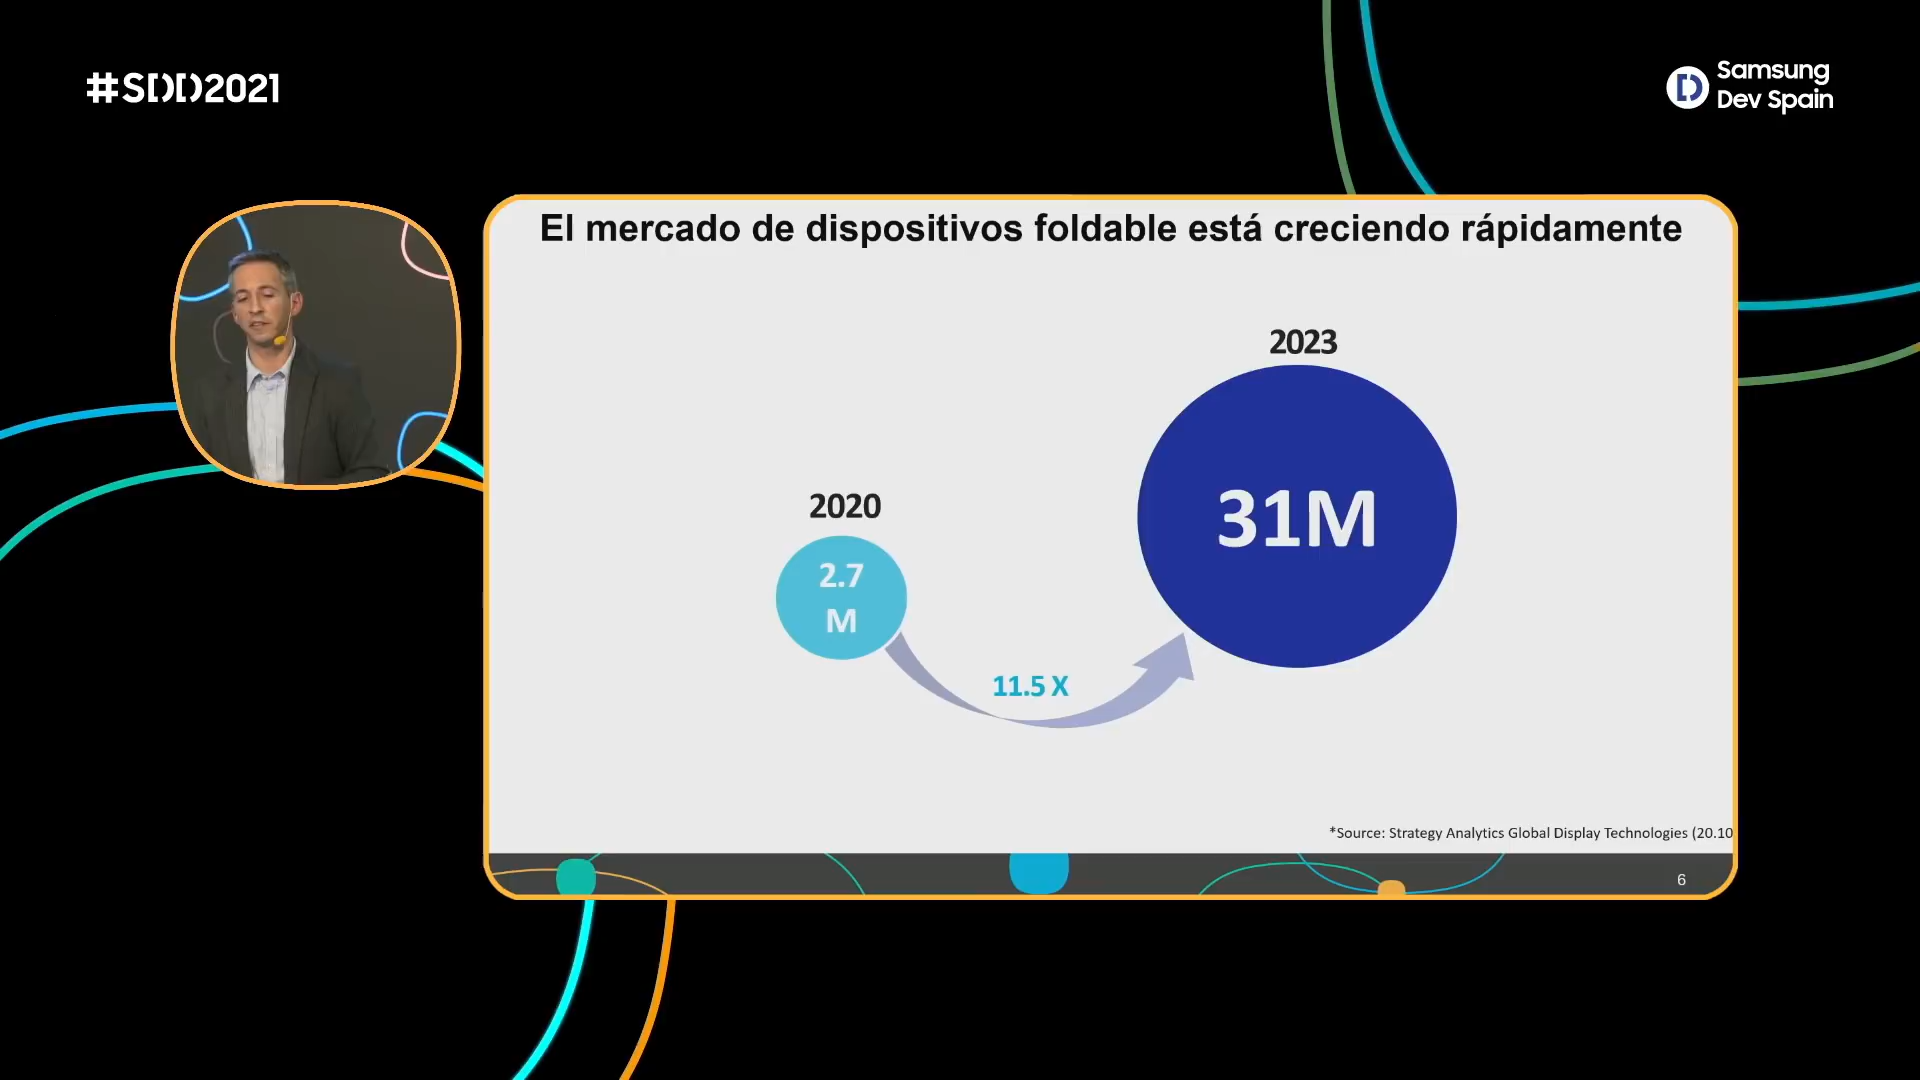 #SDD2021
Samsung
Dev Spain
El mercado de dispositivos foldable está creciendo rápidamente
2023
31M
2020
2.7
M
11.5 X
*Source: Strategy Analytics Global Display Technologies (20.10
6